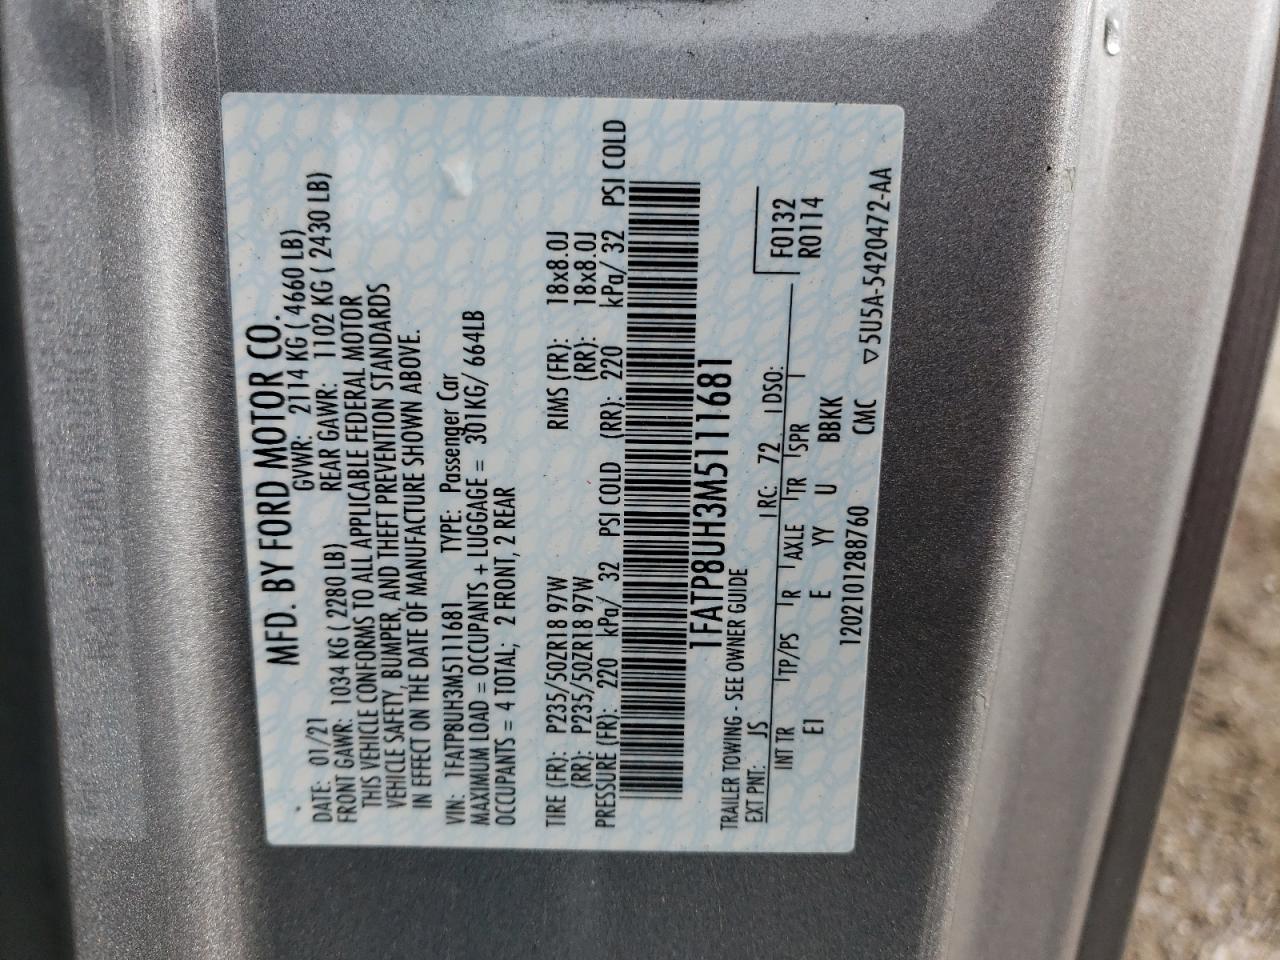 MFD. BY FORD MOTOR CO.
DATE: 01/21 GVWR: 2114 KG ( 4660 LB)
FRONT GAWR: 1034 KG ( 2280 LB) REAR GAWR: 1102 KG ( 2430 LB)
THIS VEHICLE CONFORMS TO ALL APPLICABLE FEDERAL MOTOR
VEHICLE SAFETY, BUMPER, AND THEFT PREVENTION STANDARDS
IN EFFECT ON THE DATE OF MANUFACTURE SHOWN ABOVE.
VIN: 1FATP8UH3M5111681 TYPE: Passenger Car
MAXIMUM LOAD = OCCUPANTS + LUGGAGE = 301KG/ 664LB
OCCUPANTS = 4 TOTAL; 2 FRONT, 2 REAR
TIRE (FR): P235/50ZR18 97W RIMS (FR): 18x8.0J
(RR): P235/50ZR18 97W (RR): 18x8.0J
PRESSURE (FR): 220 kPa/ 32 PSI COLD (RR): 220 kPa/ 32 PSI COLD
1FATP8UH3M5111681
TRAILER TOWING - SEE OWNER GUIDE
EXT PNT: JS RC: 72 DSO: F0132
INT TR TP/PS R AXLE TR SPR R0114
EI E YY U BBKK
1202101288760 CMC ▽5U5A-5420472-AA